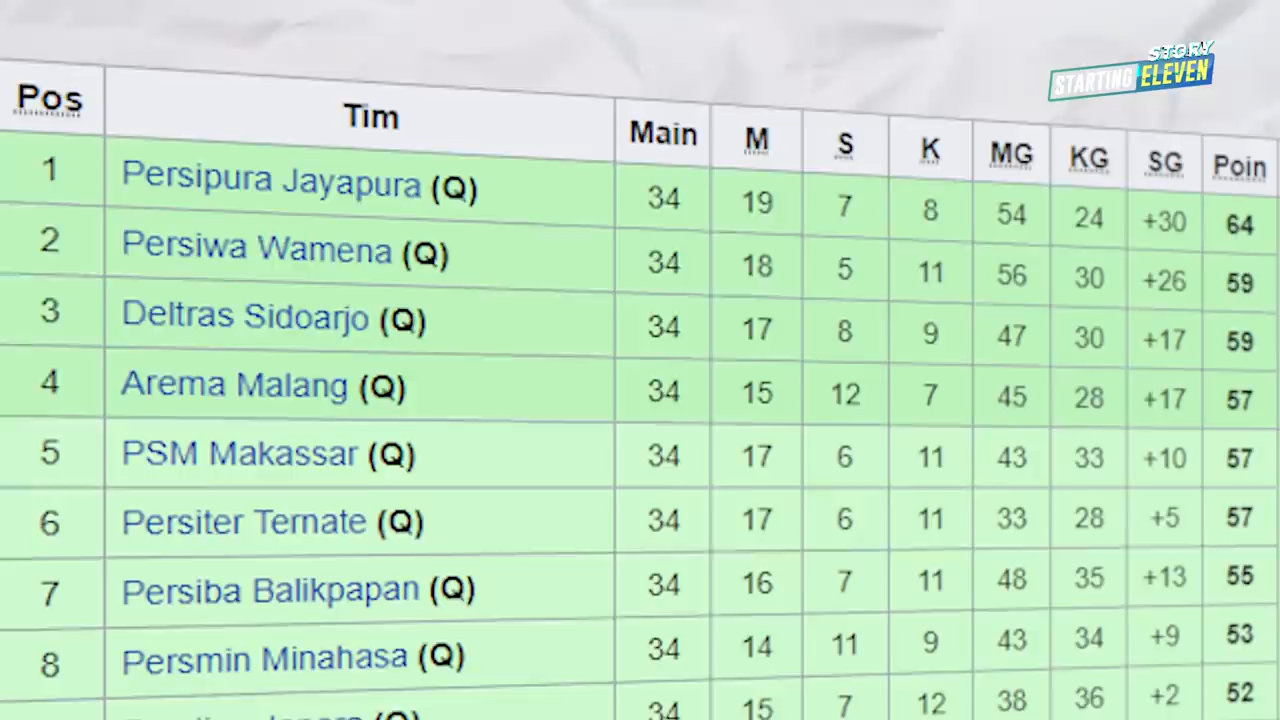 STORY
STARTING ELEVEN
Pos Tim Main M S K MG KG SG Poin
1 Persipura Jayapura (Q) 34 19 7 8 54 24 +30 64
2 Persiwa Wamena (Q) 34 18 5 11 56 30 +26 59
3 Deltras Sidoarjo (Q) 34 17 8 9 47 30 +17 59
4 Arema Malang (Q) 34 15 12 7 45 28 +17 57
5 PSM Makassar (Q) 34 17 6 11 43 33 +10 57
6 Persiter Ternate (Q) 34 17 6 11 33 28 +5 57
7 Persiba Balikpapan (Q) 34 16 7 11 48 35 +13 55
8 Persmin Minahasa (Q) 34 14 11 9 43 34 +9 53
34 15 7 12 38 36 +2 52